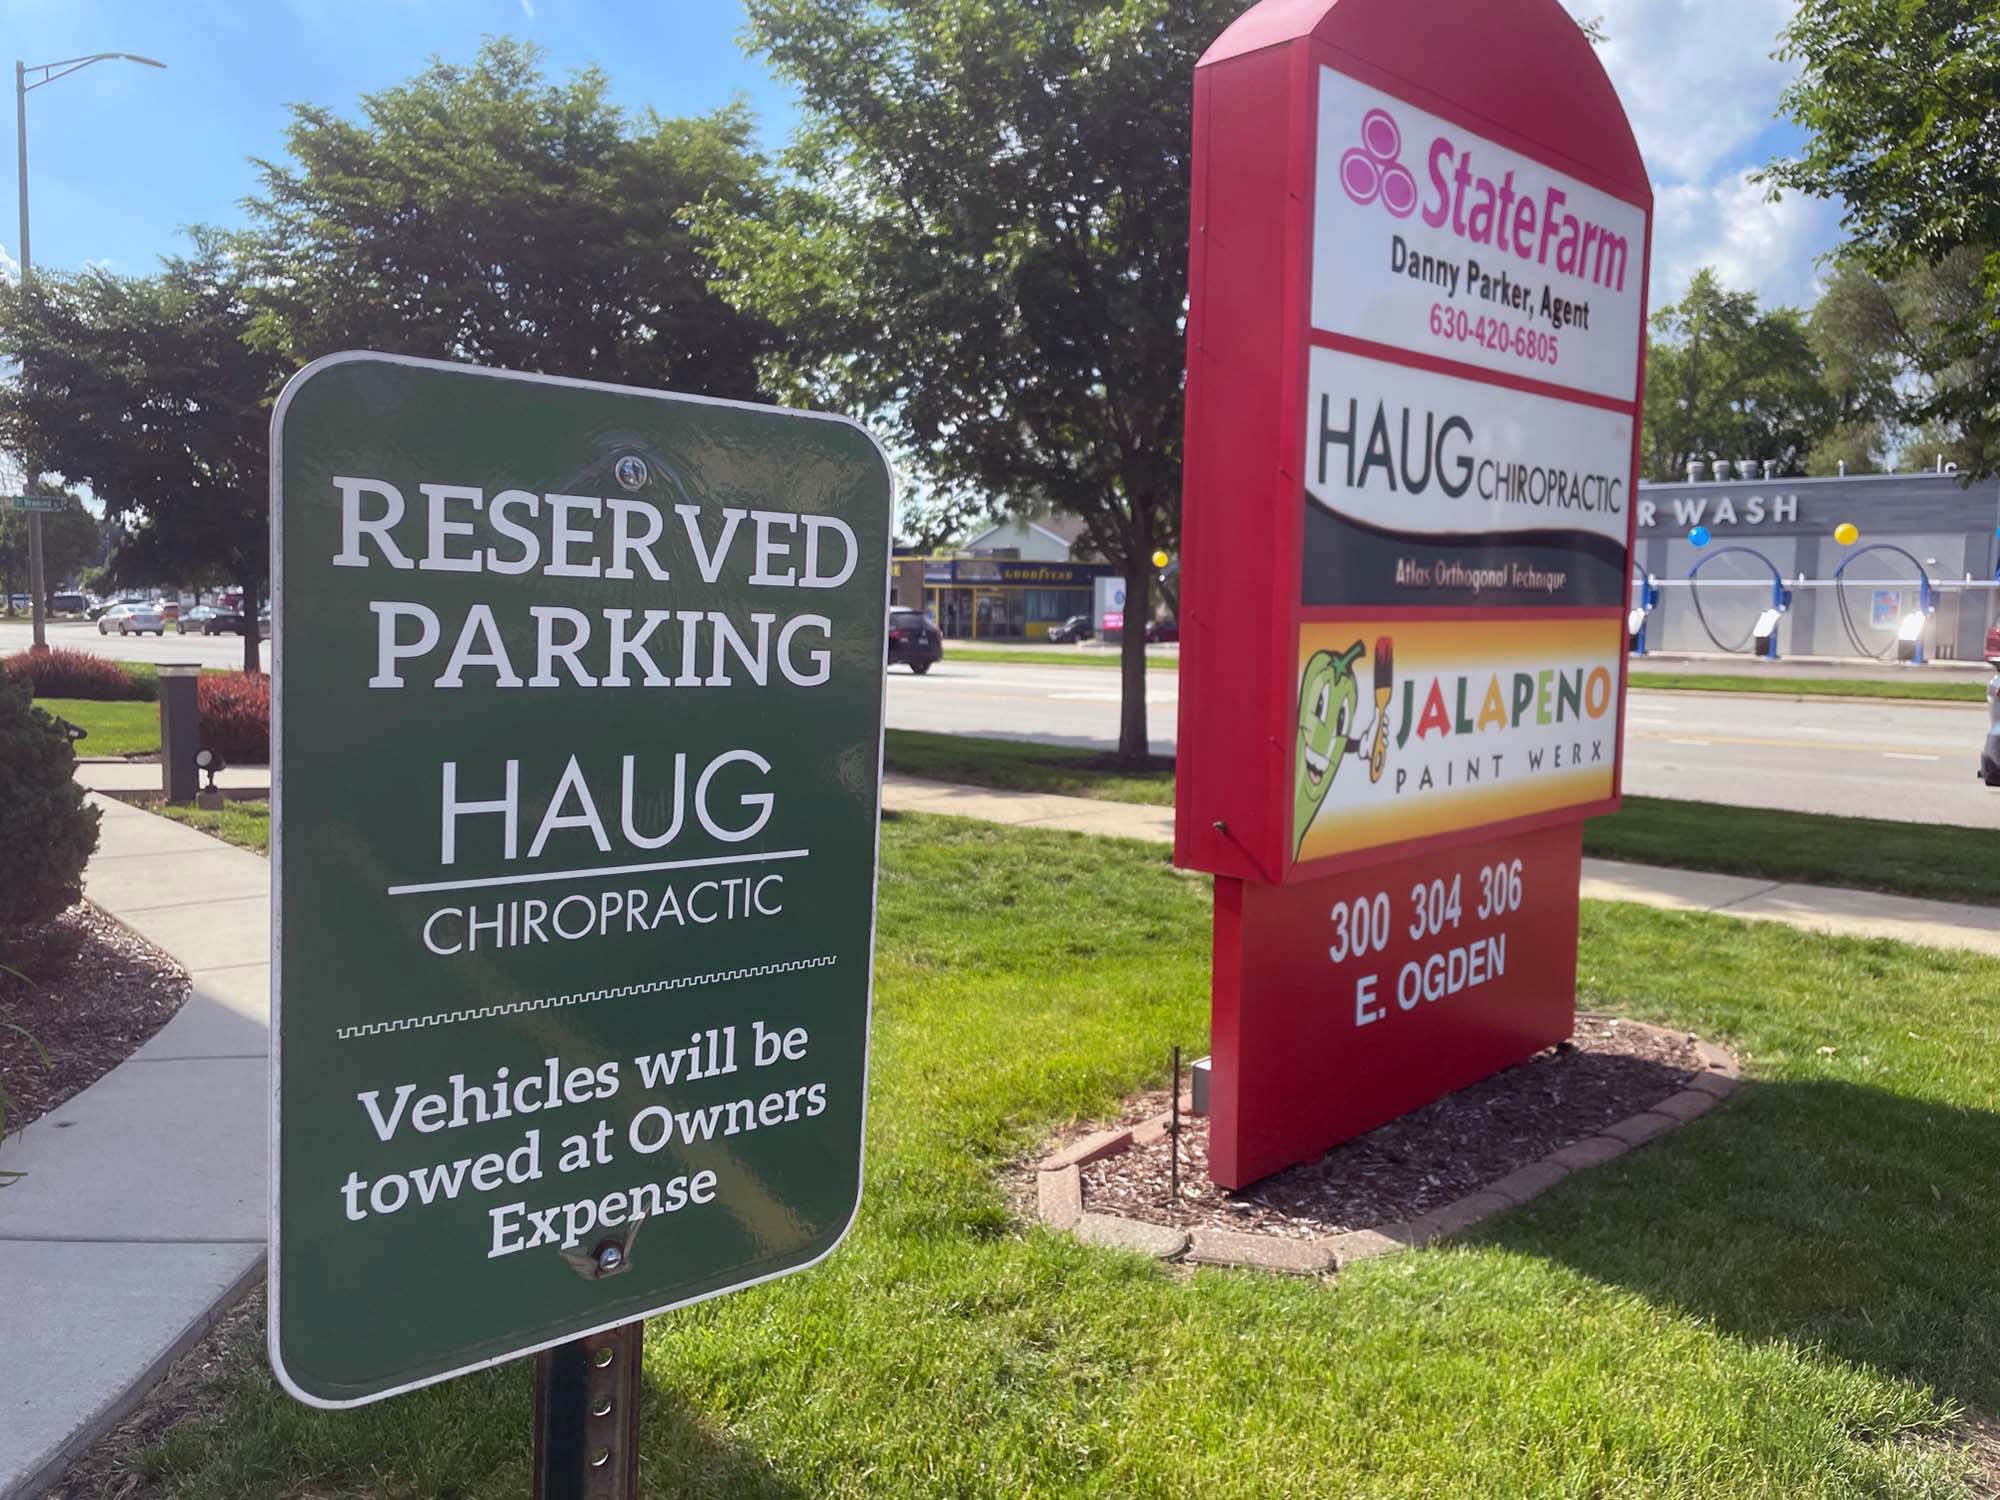 RESERVED
PARKING
HAUG
CHIROPRACTIC
Vehicles will be
towed at Owners
Expense
StateFarm
Danny Parker, Agent
630-420-6805
HAUG CHIROPRACTIC
Atlas Orthogonal Technique
JALAPENO
PAINT WERX
300 304 306
E. OGDEN
GOODYEAR
R WASH